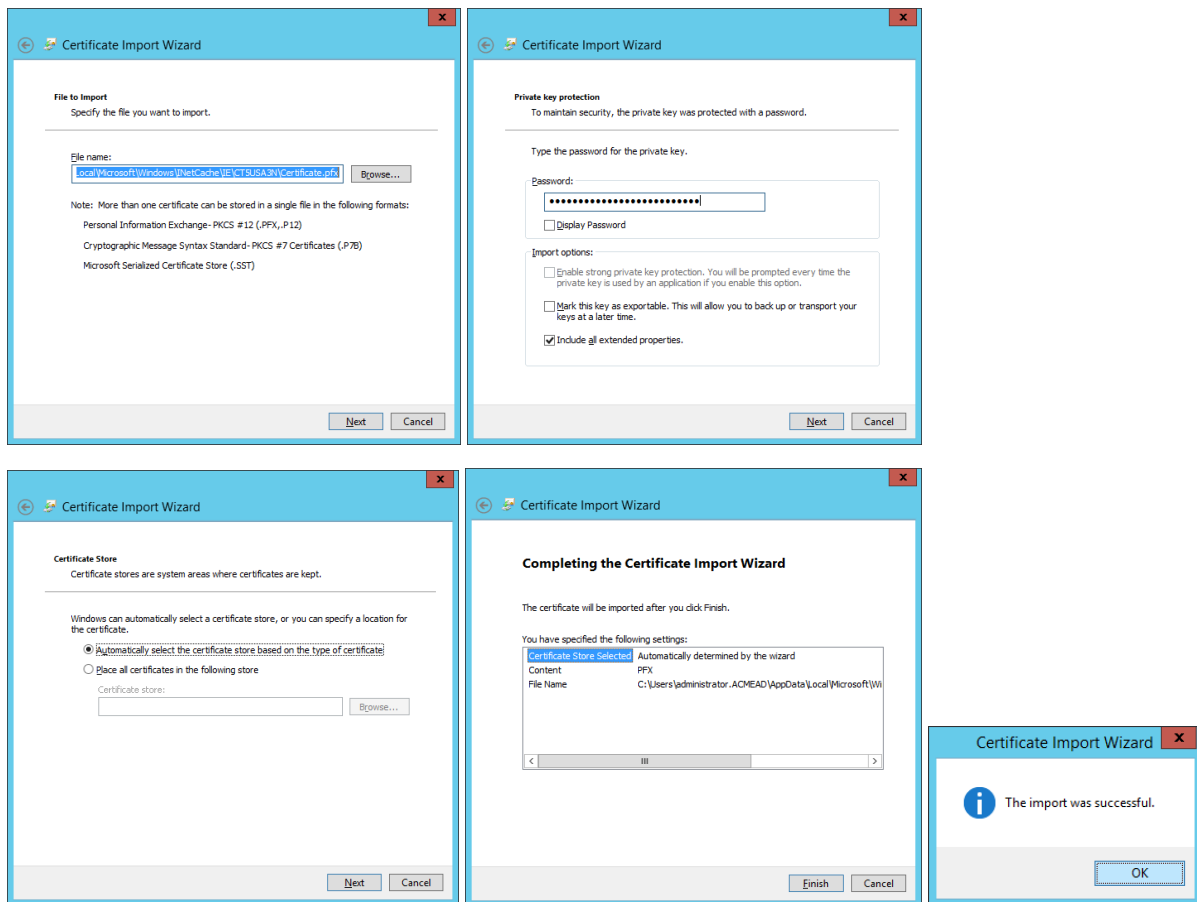 x
Certificate Import Wizard
File to Import
Specify the file you want to import.
File name:
Local\Microsoft\Windows\INetCache\IE\CT5USA3N\Certificate.pfx
Browse...
Note: More than one certificate can be stored in a single file in the following formats:
Personal Information Exchange- PKCS #12 (.PFX,.P12)
Cryptographic Message Syntax Standard- PKCS #7 Certificates (.P7B)
Microsoft Serialized Certificate Store (.SST)
Next
Cancel
x
Certificate Import Wizard
Private key protection
To maintain security, the private key was protected with a password.
Type the password for the private key.
Password:
Display Password
Import options:
Enable strong private key protection. You will be prompted every time the
private key is used by an application if you enable this option.
Mark this key as exportable. This will allow you to back up or transport your
keys at a later time.
Include all extended properties.
Next
Cancel
x
Certificate Import Wizard
Certificate Store
Certificate stores are system areas where certificates are kept.
Windows can automatically select a certificate store, or you can specify a location for
the certificate.
Automatically select the certificate store based on the type of certificate
Place all certificates in the following store
Certificate store:
Browse...
Next
Cancel
x
Certificate Import Wizard
Completing the Certificate Import Wizard
The certificate will be imported after you click Finish.
You have specified the following settings:
Certificate Store Selected Automatically determined by the wizard
Content PFX
File Name C:\Users\administrator.ACMEAD\AppData\Local\Microsoft\Wi
Finish
Cancel
Certificate Import Wizard
x
The import was successful.
OK